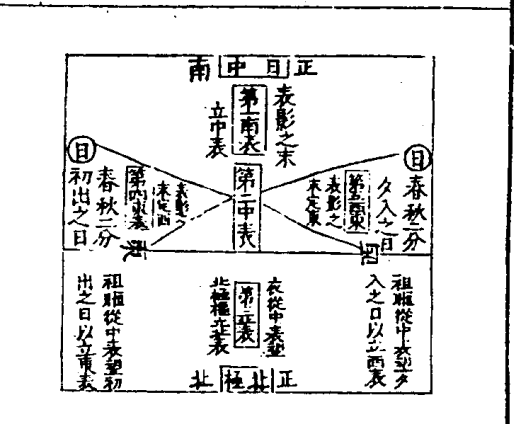 正日中南
表影之末
立中表
第一南表
第二中表
日
春秋二分
夕入之日
第五西表
表影之
末定東
表影之
末定西
第四東表
日
春秋二分
初出之日
祖暅從中表望夕
入之日以立西表
夜從中表望
北極樞立北表
第三北表
祖暅從中表望初
出之日以立東表
正北極北